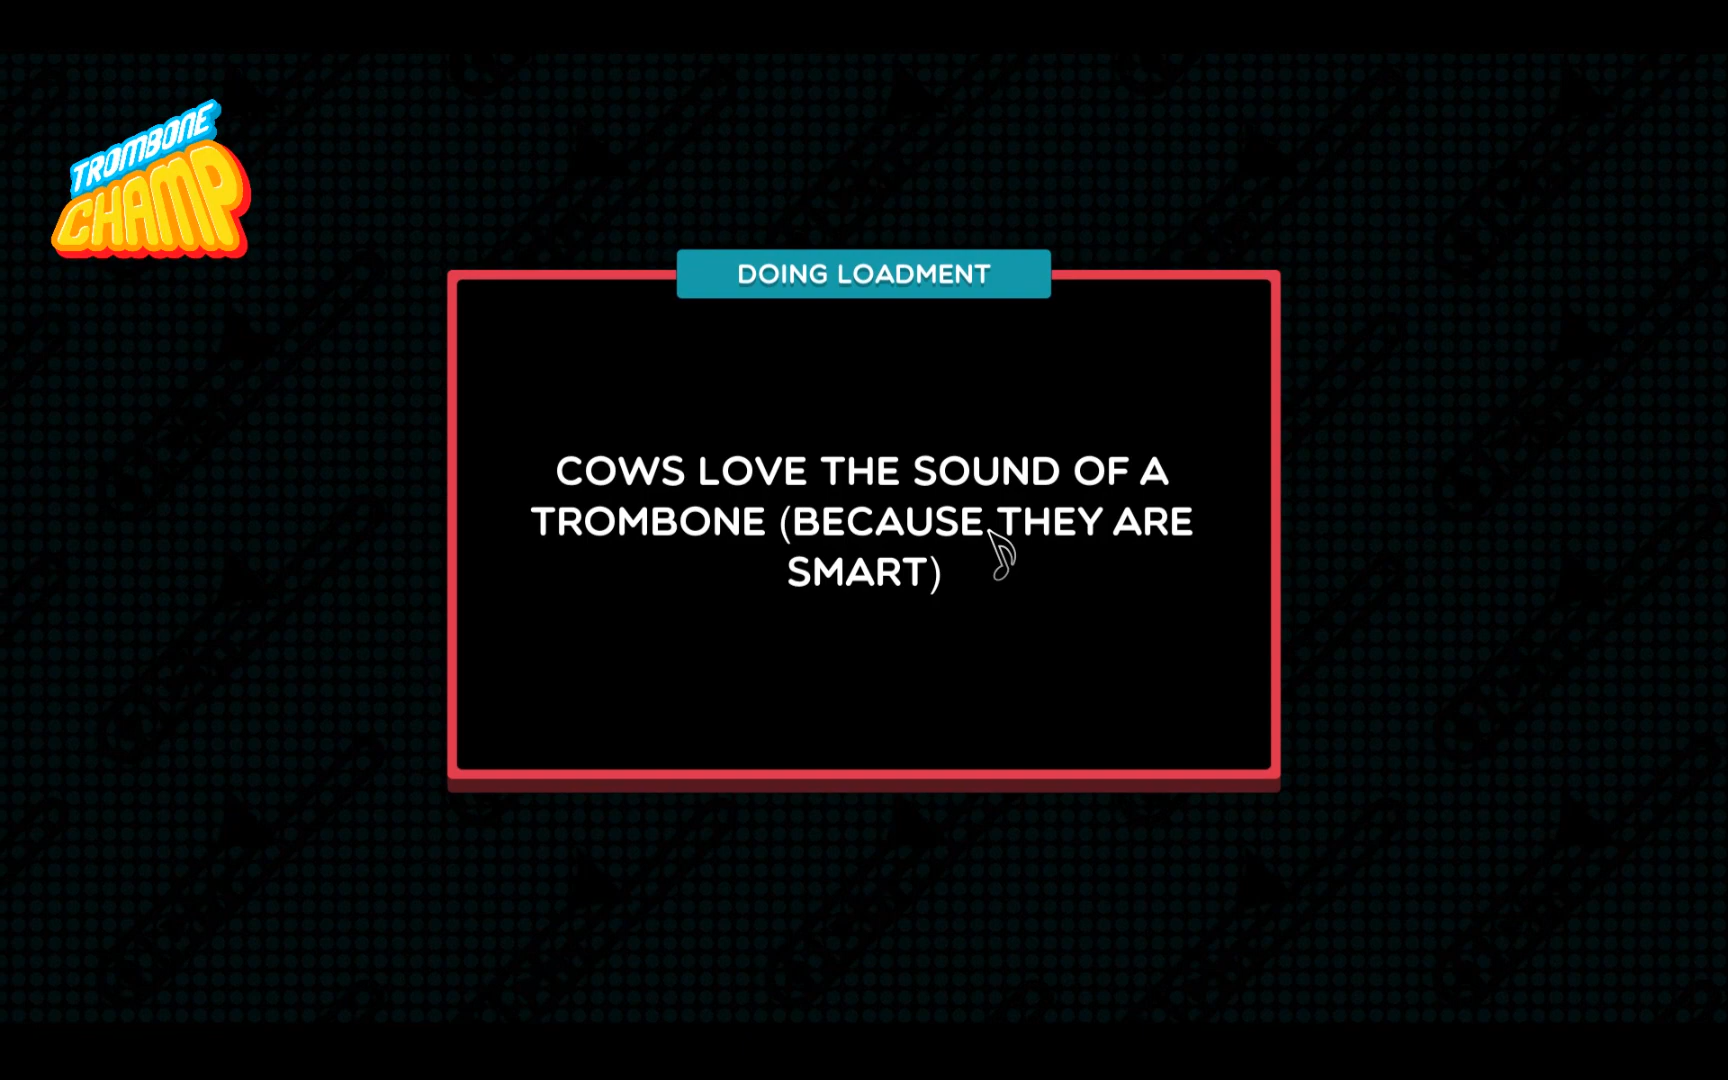 TROMBONE
CHAMP
DOING LOADMENT
COWS LOVE THE SOUND OF A
TROMBONE (BECAUSE THEY ARE
SMART)